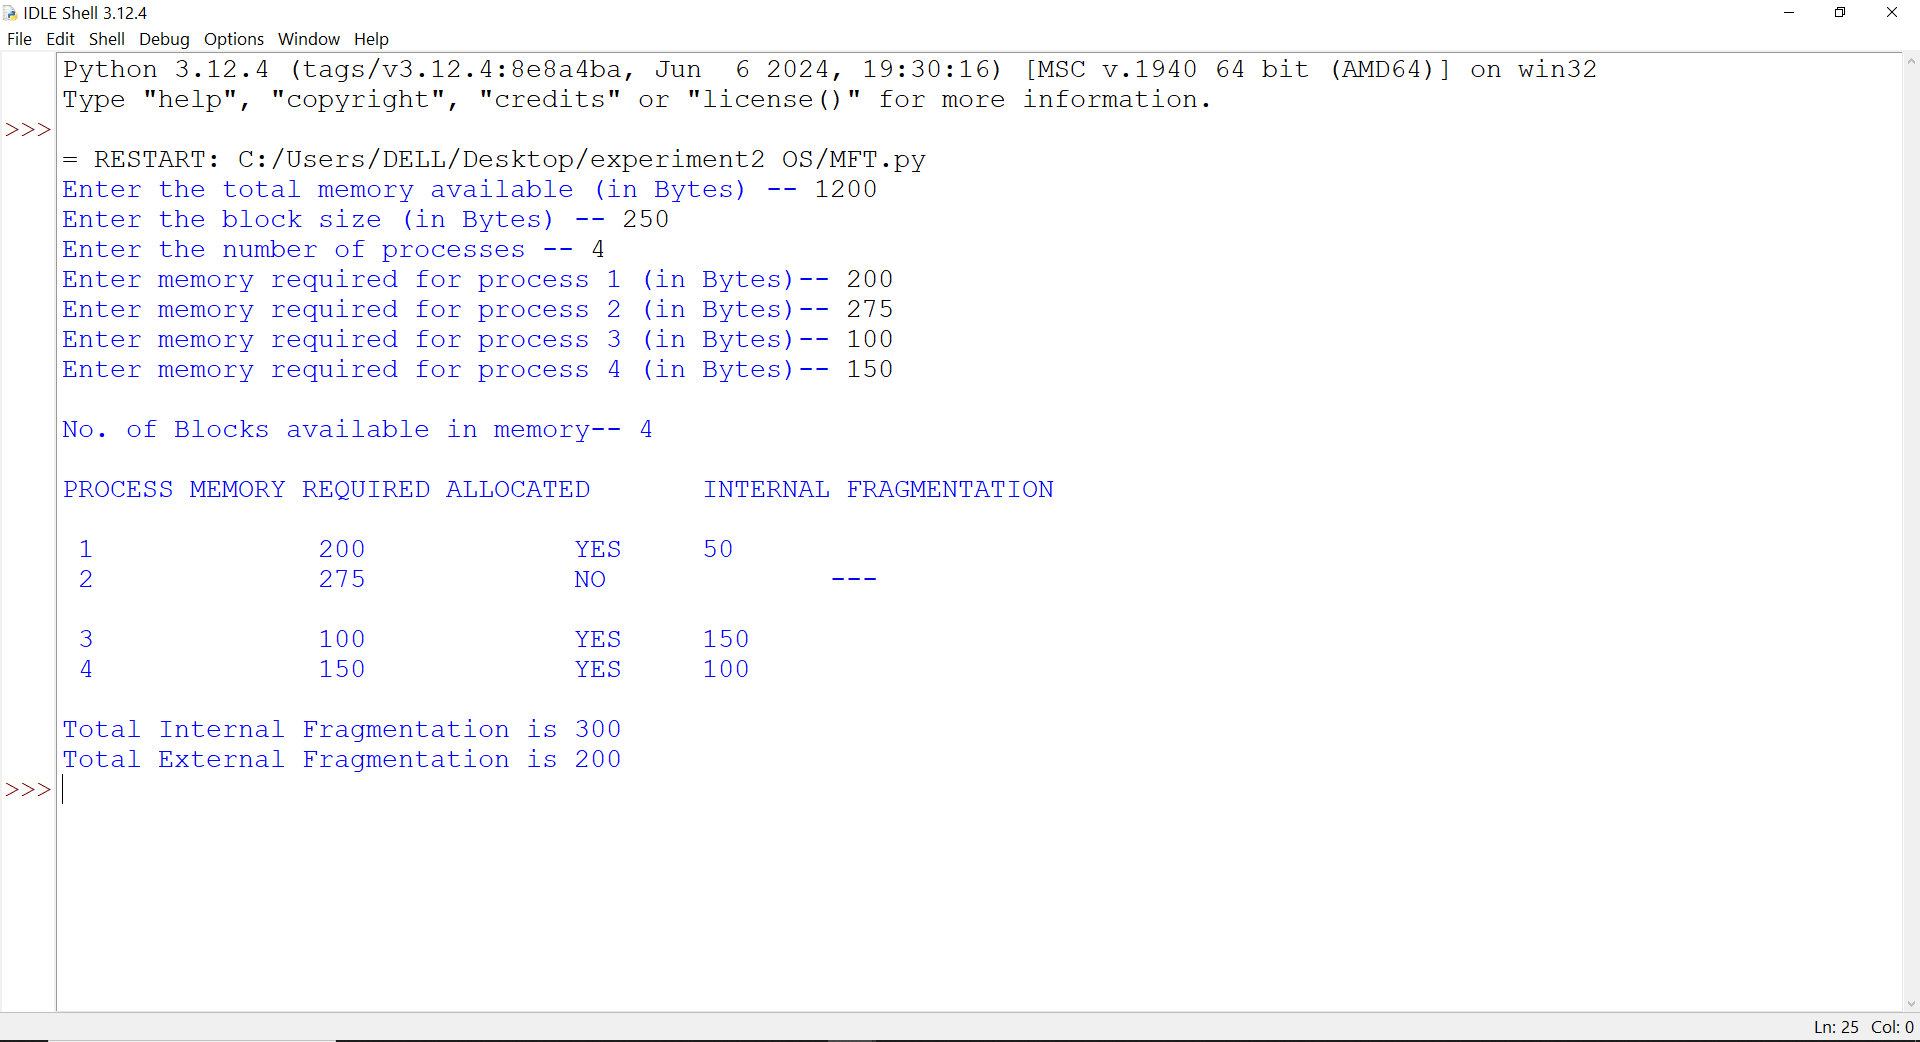 IDLE Shell 3.12.4
File Edit Shell Debug Options Window Help
Python 3.12.4 (tags/v3.12.4:8e8a4ba, Jun  6 2024, 19:30:16) [MSC v.1940 64 bit (AMD64)] on win32
Type "help", "copyright", "credits" or "license()" for more information.
>>>
= RESTART: C:/Users/DELL/Desktop/experiment2 OS/MFT.py
Enter the total memory available (in Bytes) -- 1200
Enter the block size (in Bytes) -- 250
Enter the number of processes -- 4
Enter memory required for process 1 (in Bytes)-- 200
Enter memory required for process 2 (in Bytes)-- 275
Enter memory required for process 3 (in Bytes)-- 100
Enter memory required for process 4 (in Bytes)-- 150
No. of Blocks available in memory-- 4
PROCESS MEMORY REQUIRED ALLOCATED       INTERNAL FRAGMENTATION
1               200             YES     50
2               275             NO              ---
3               100             YES     150
4               150             YES     100
Total Internal Fragmentation is 300
Total External Fragmentation is 200
>>>
Ln: 25 Col: 0